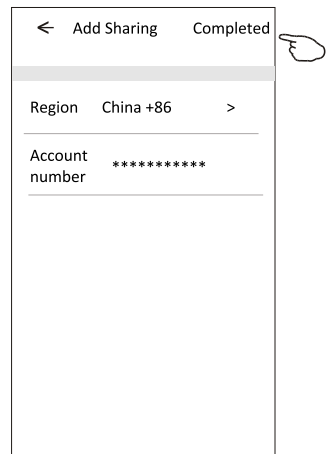 ← Add Sharing Completed
Region China +86 >
Account
number ***********